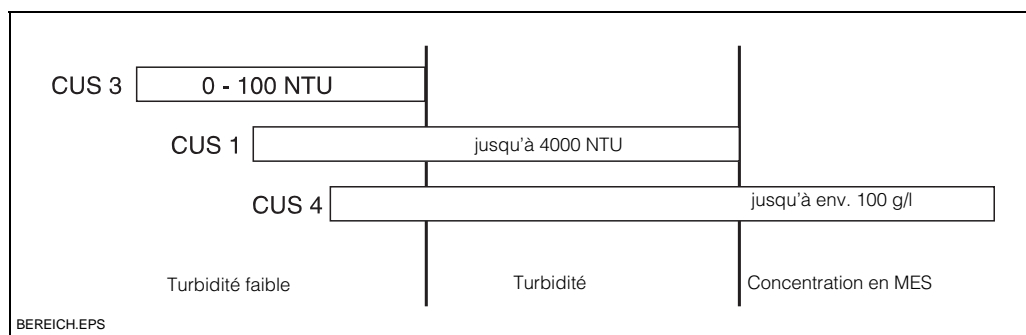 CUS 3 0 - 100 NTU
CUS 1 jusqu'à 4000 NTU
CUS 4 jusqu'à env. 100 g/l
Turbidité faible Turbidité Concentration en MES
BEREICH.EPS